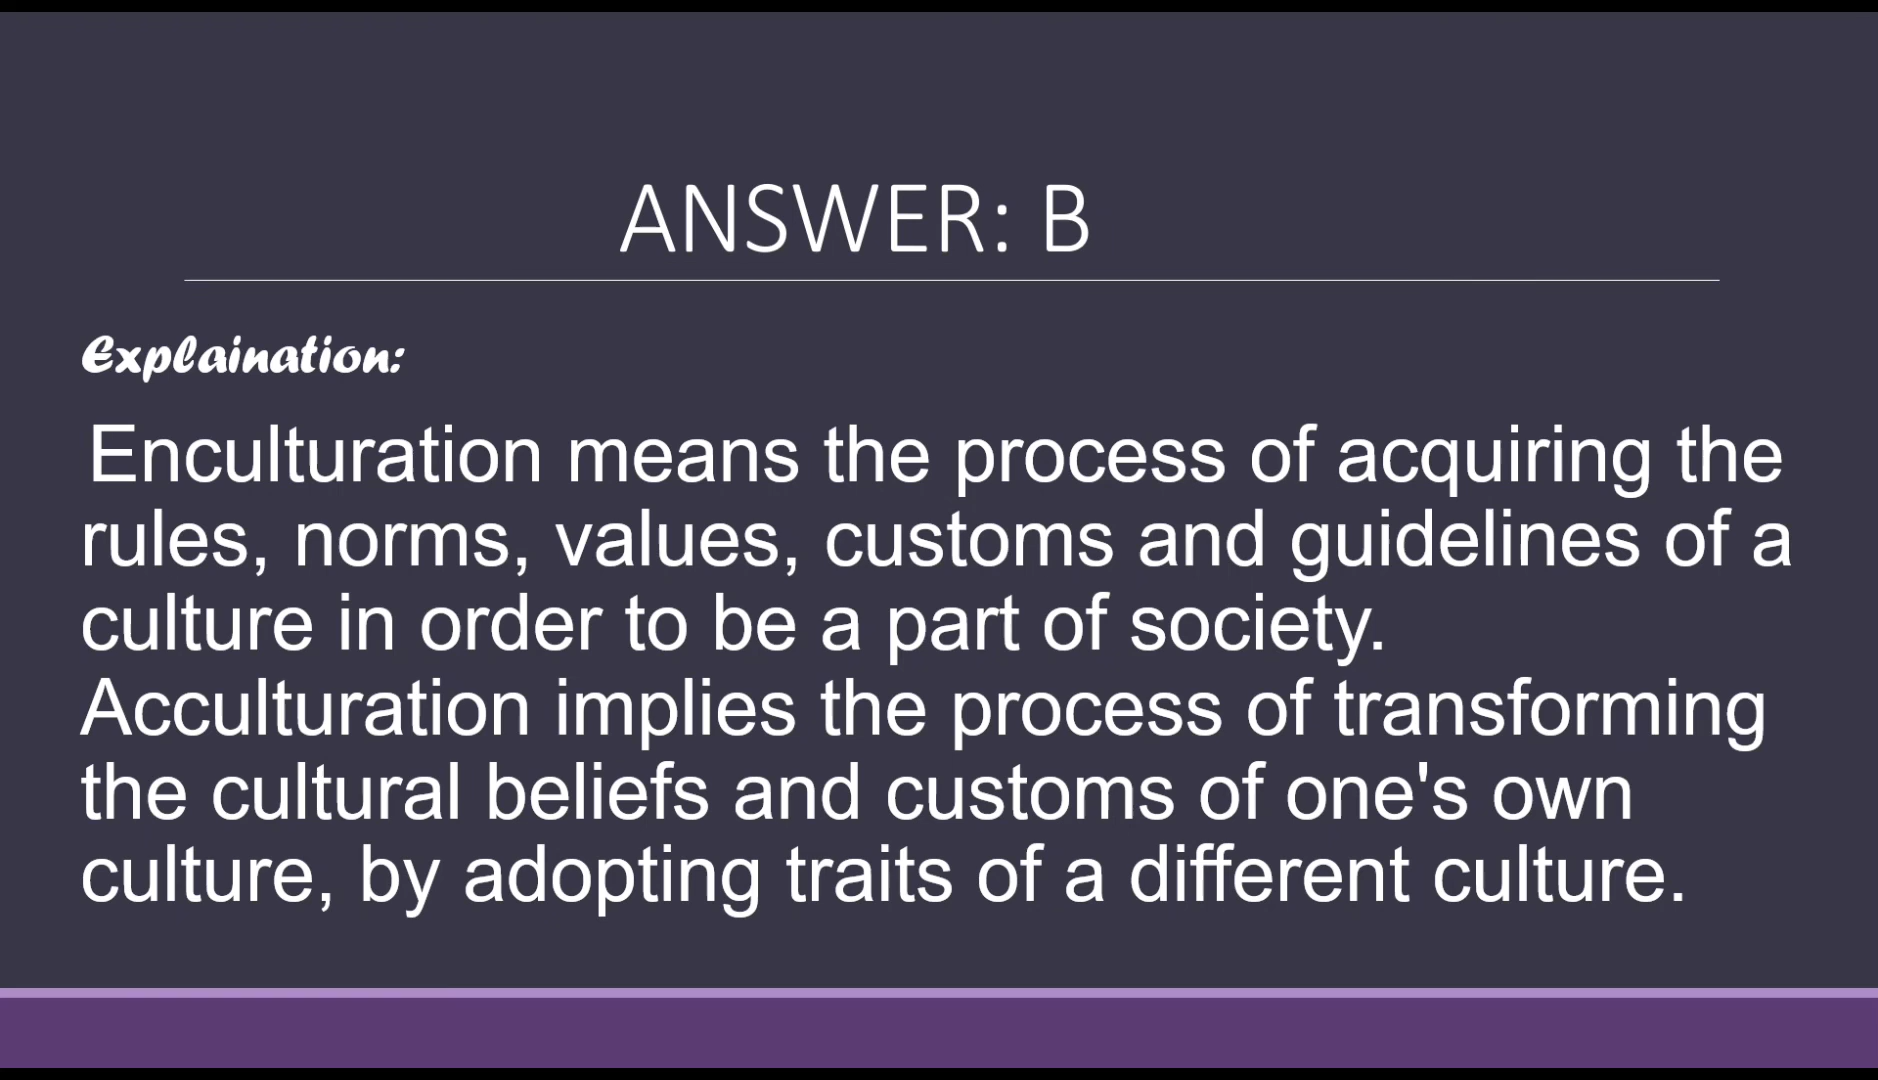 ANSWER: B
Explaination:
Enculturation means the process of acquiring the
rules, norms, values, customs and guidelines of a
culture in order to be a part of society.
Acculturation implies the process of transforming
the cultural beliefs and customs of one's own
culture, by adopting traits of a different culture.